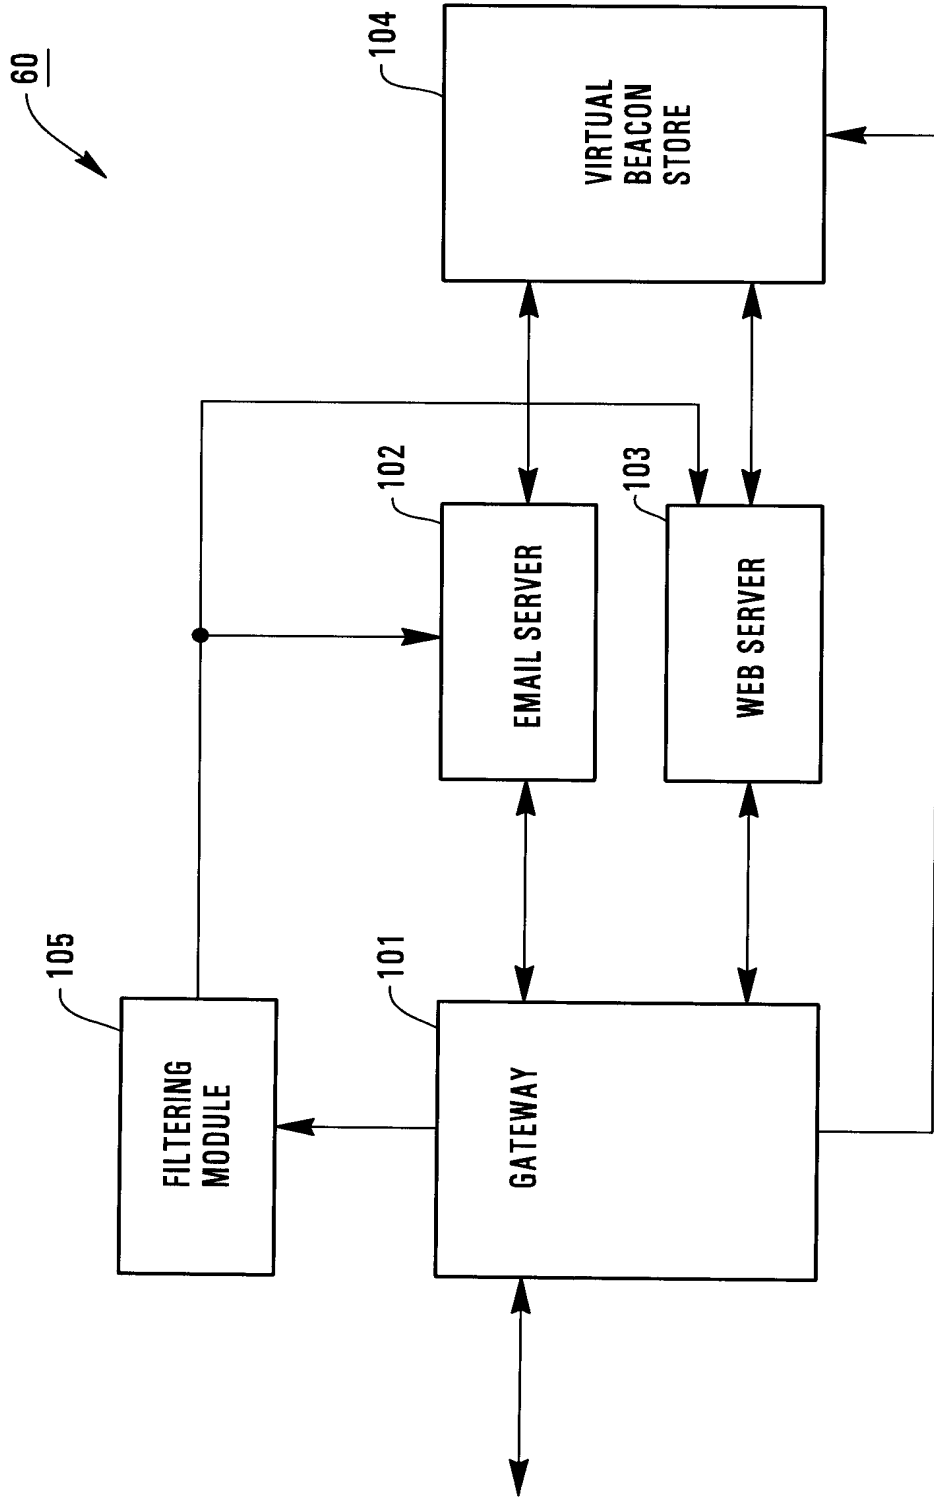 60
105
FILTERING
MODULE
101
GATEWAY
102
EMAIL SERVER
103
WEB SERVER
104
VIRTUAL
BEACON
STORE